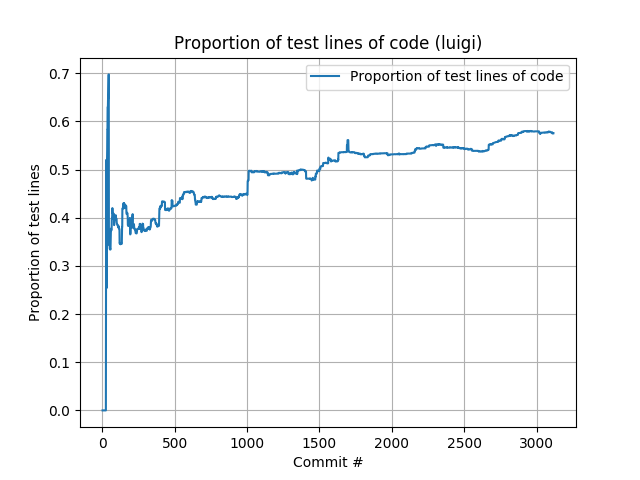 Proportion of test lines of code (luigi)
Proportion of test lines of code
Proportion of test lines
0.7
0.6
0.5
0.4
0.3
0.2
0.1
0.0
0 500 1000 1500 2000 2500 3000
Commit #